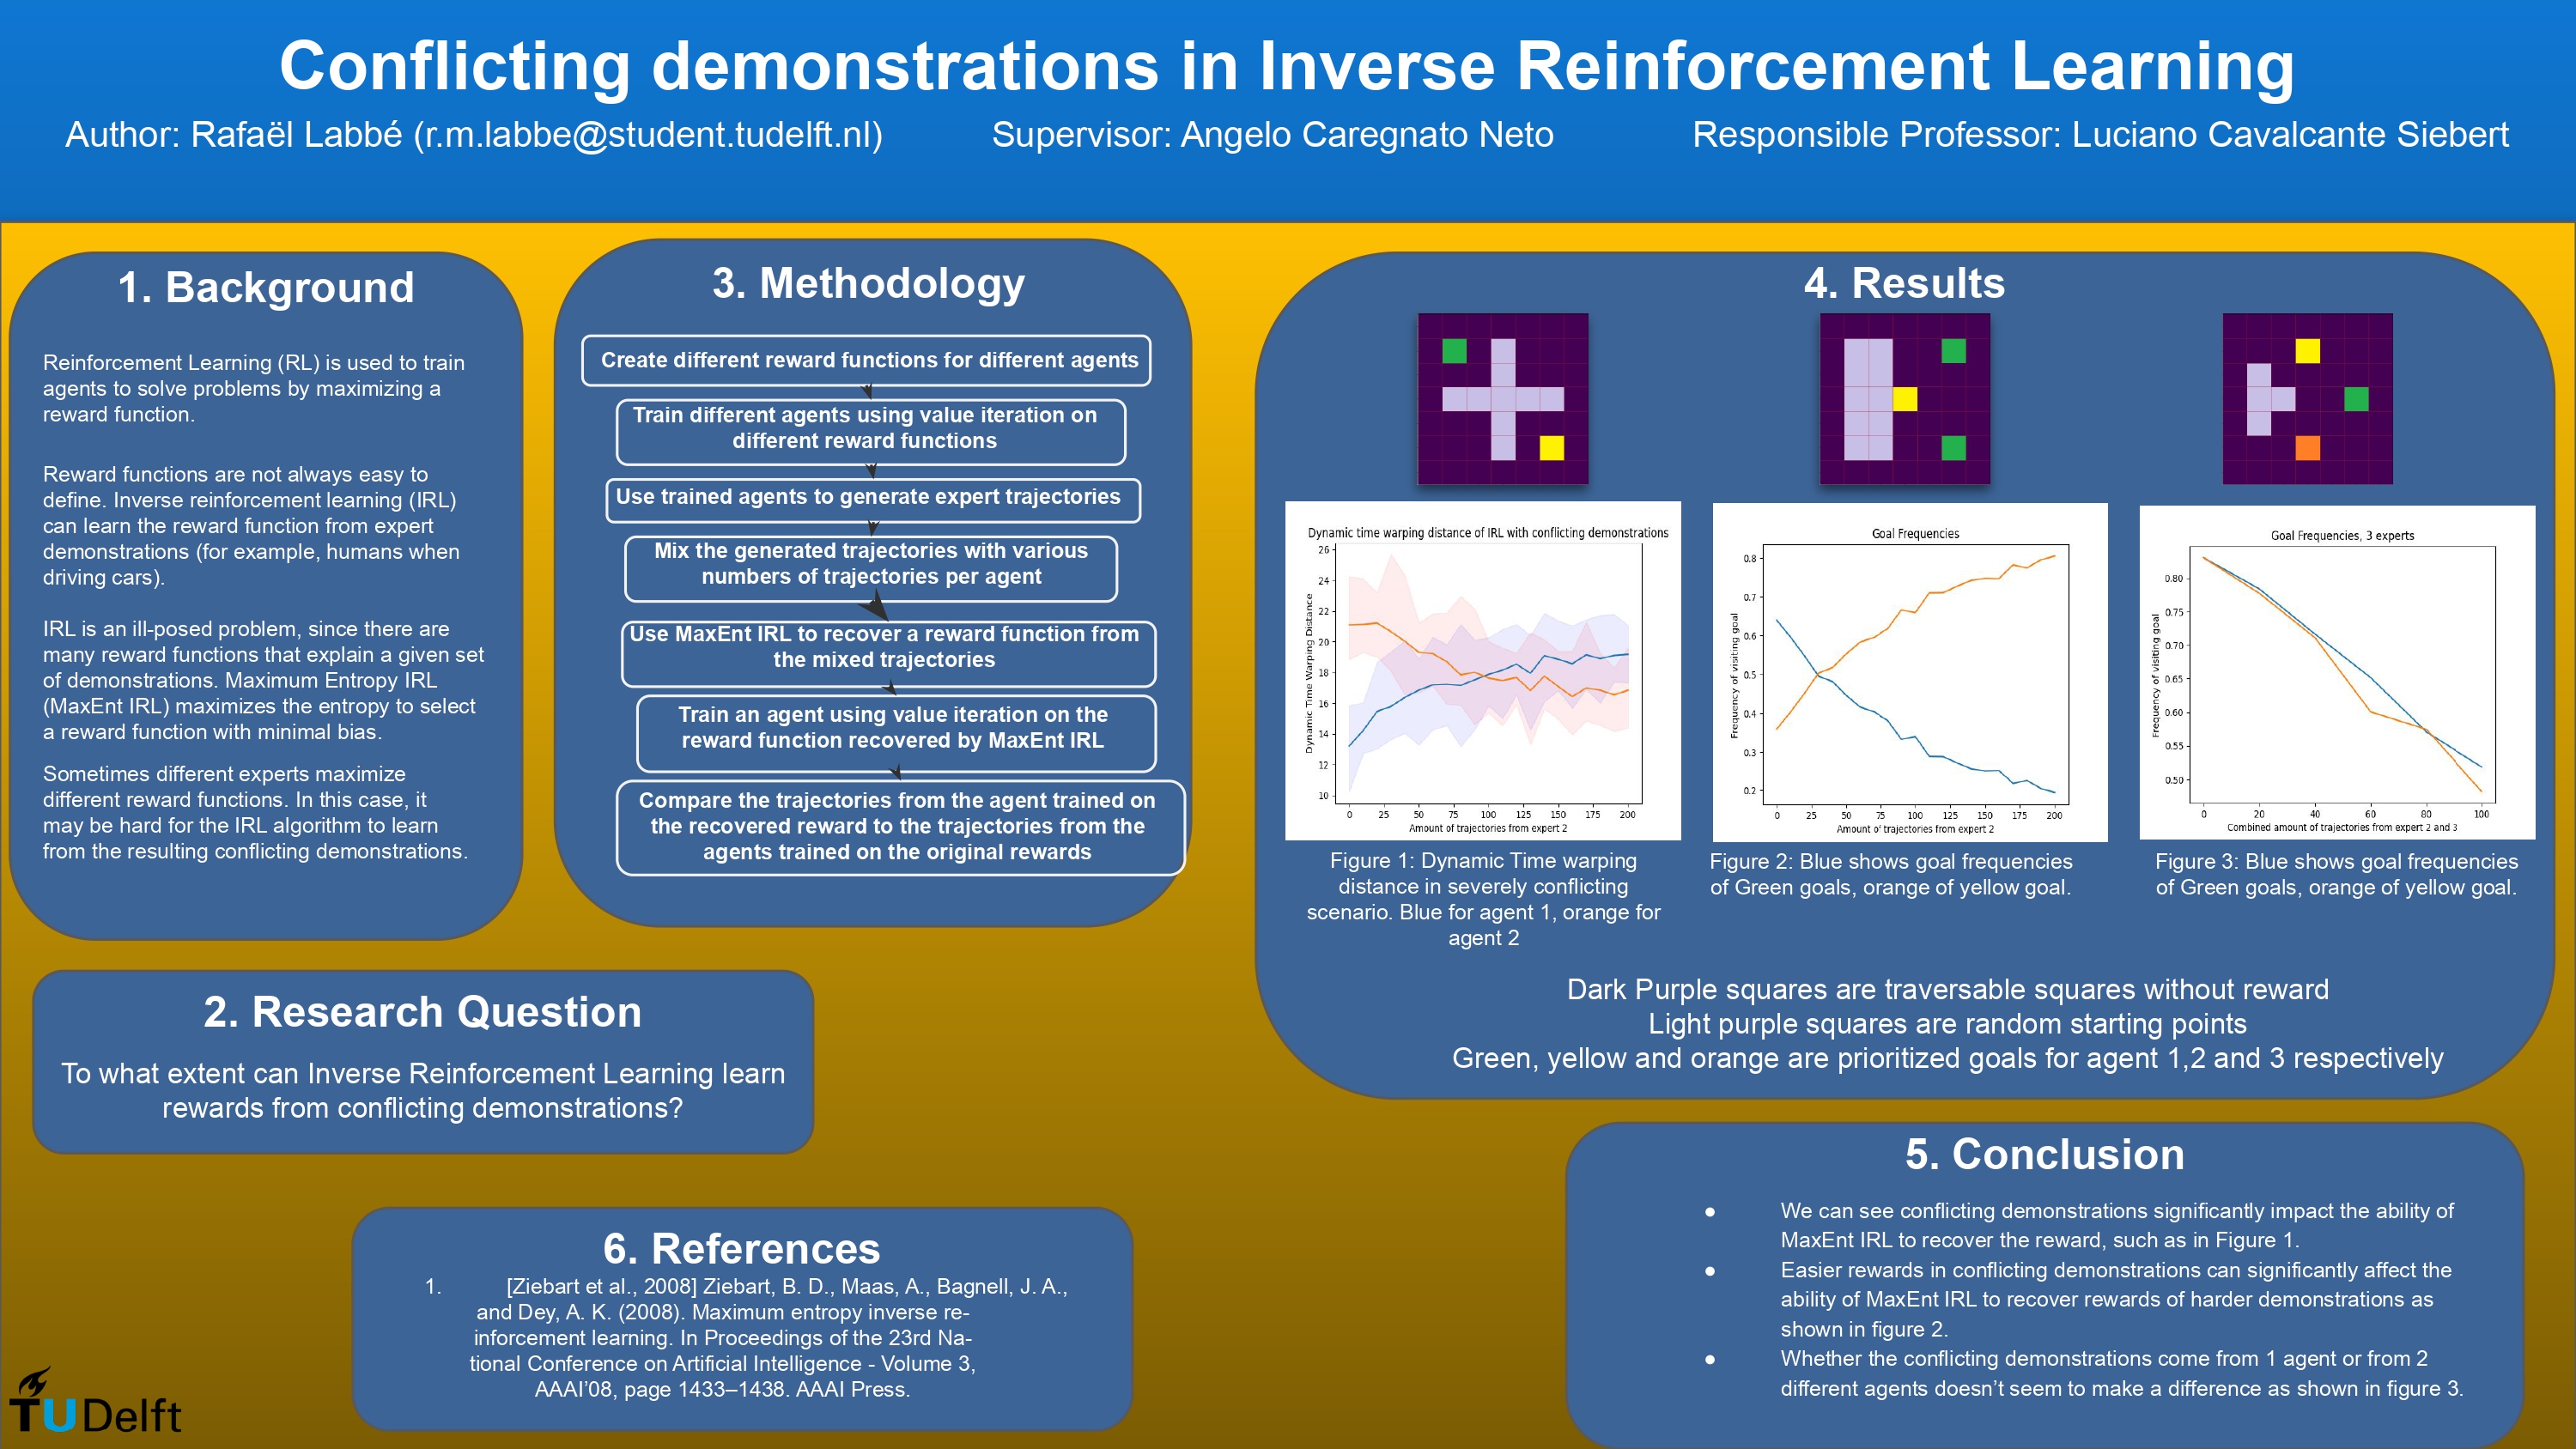 Conflicting demonstrations in Inverse Reinforcement Learning
Author: Rafaël Labbé (r.m.labbe@student.tudelft.nl)
Supervisor: Angelo Caregnato Neto
Responsible Professor: Luciano Cavalcante Siebert
1. Background
Reinforcement Learning (RL) is used to train
agents to solve problems by maximizing a
reward function.
Reward functions are not always easy to
define. Inverse reinforcement learning (IRL)
can learn the reward function from expert
demonstrations (for example, humans when
driving cars).
IRL is an ill-posed problem, since there are
many reward functions that explain a given set
of demonstrations. Maximum Entropy IRL
(MaxEnt IRL) maximizes the entropy to select
a reward function with minimal bias.
Sometimes different experts maximize
different reward functions. In this case, it
may be hard for the IRL algorithm to learn
from the resulting conflicting demonstrations.
2. Research Question
To what extent can Inverse Reinforcement Learning learn
rewards from conflicting demonstrations?
3. Methodology
Create different reward functions for different agents
Train different agents using value iteration on
different reward functions
Use trained agents to generate expert trajectories
Mix the generated trajectories with various
numbers of trajectories per agent
Use MaxEnt IRL to recover a reward function from
the mixed trajectories
Train an agent using value iteration on the
reward function recovered by MaxEnt IRL
Compare the trajectories from the agent trained on
the recovered reward to the trajectories from the
agents trained on the original rewards
4. Results
Dynamic time warping distance of IRL with conflicting demonstrations
Dynamic Time Warping Distance
26
24
22
20
18
16
14
12
10
0 25 50 75 100 125 150 175 200
Amount of trajectories from expert 2
Figure 1: Dynamic Time warping
distance in severely conflicting
scenario. Blue for agent 1, orange for
agent 2
Goal Frequencies
Frequency of visiting goal
0.8
0.7
0.6
0.5
0.4
0.3
0.2
0 25 50 75 100 125 150 175 200
Amount of trajectories from expert 2
Figure 2: Blue shows goal frequencies
of Green goals, orange of yellow goal.
Goal Frequencies, 3 experts
Frequency of visiting goal
0.80
0.75
0.70
0.65
0.60
0.55
0.50
0 20 40 60 80 100
Combined amount of trajectories from expert 2 and 3
Figure 3: Blue shows goal frequencies
of Green goals, orange of yellow goal.
Dark Purple squares are traversable squares without reward
Light purple squares are random starting points
Green, yellow and orange are prioritized goals for agent 1,2 and 3 respectively
5. Conclusion
● We can see conflicting demonstrations significantly impact the ability of
MaxEnt IRL to recover the reward, such as in Figure 1.
● Easier rewards in conflicting demonstrations can significantly affect the
ability of MaxEnt IRL to recover rewards of harder demonstrations as
shown in figure 2.
● Whether the conflicting demonstrations come from 1 agent or from 2
different agents doesn't seem to make a difference as shown in figure 3.
6. References
1. [Ziebart et al., 2008] Ziebart, B. D., Maas, A., Bagnell, J. A.,
and Dey, A. K. (2008). Maximum entropy inverse re-
inforcement learning. In Proceedings of the 23rd Na-
tional Conference on Artificial Intelligence - Volume 3,
AAAI'08, page 1433–1438. AAAI Press.
TUDelft